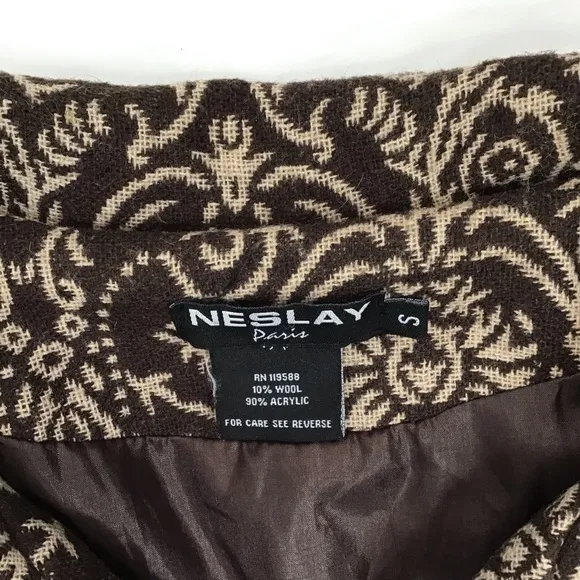 NESLAY
Paris
S
RN 119588
10% WOOL
90% ACRYLIC
FOR CARE SEE REVERSE